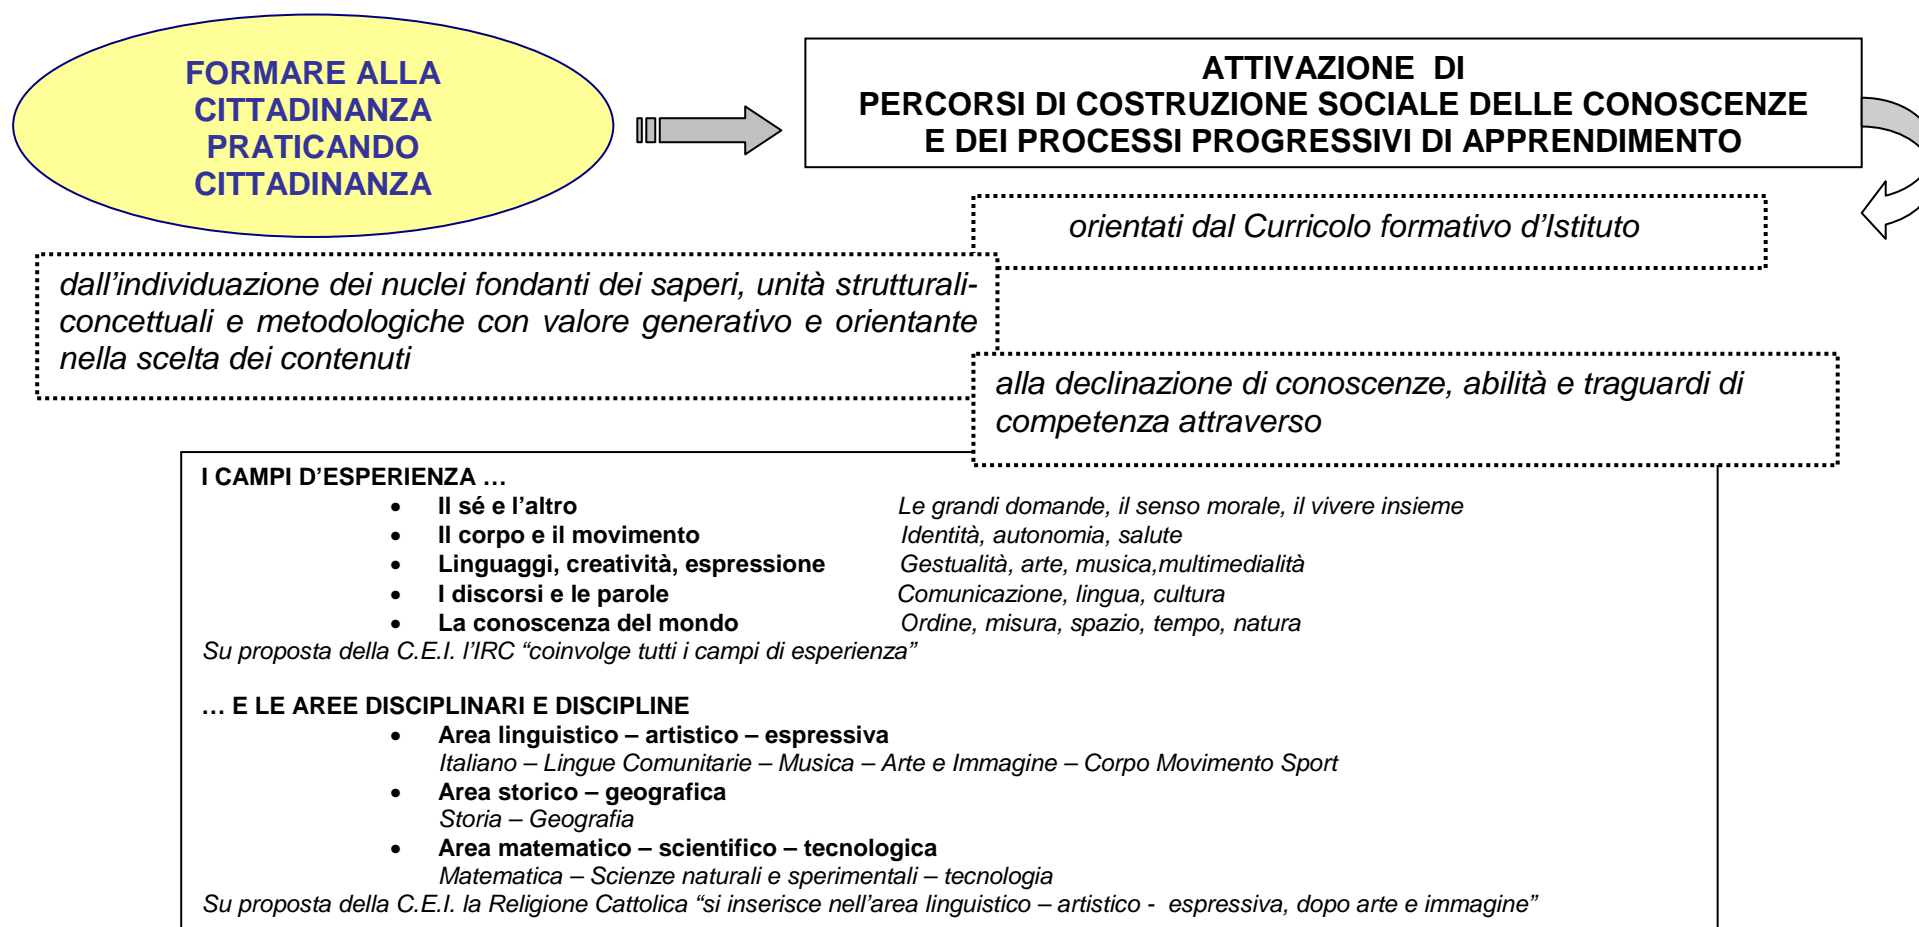 FORMARE ALLA
CITTADINANZA
PRATICANDO
CITTADINANZA
ATTIVAZIONE DI
PERCORSI DI COSTRUZIONE SOCIALE DELLE CONOSCENZE
E DEI PROCESSI PROGRESSIVI DI APPRENDIMENTO
orientati dal Curricolo formativo d’Istituto
dall’individuazione dei nuclei fondanti dei saperi, unità strutturali-
concettuali e metodologiche con valore generativo e orientante
nella scelta dei contenuti
alla declinazione di conoscenze, abilità e traguardi di
competenza attraverso
I CAMPI D’ESPERIENZA …
• Il sé e l’altro Le grandi domande, il senso morale, il vivere insieme
• Il corpo e il movimento Identità, autonomia, salute
• Linguaggi, creatività, espressione Gestualità, arte, musica,multimedialità
• I discorsi e le parole Comunicazione, lingua, cultura
• La conoscenza del mondo Ordine, misura, spazio, tempo, natura
Su proposta della C.E.I. l’IRC “coinvolge tutti i campi di esperienza”
… E LE AREE DISCIPLINARI E DISCIPLINE
• Area linguistico – artistico – espressiva
Italiano – Lingue Comunitarie – Musica – Arte e Immagine – Corpo Movimento Sport
• Area storico – geografica
Storia – Geografia
• Area matematico – scientifico – tecnologica
Matematica – Scienze naturali e sperimentali – tecnologia
Su proposta della C.E.I. la Religione Cattolica “si inserisce nell’area linguistico – artistico - espressiva, dopo arte e immagine”